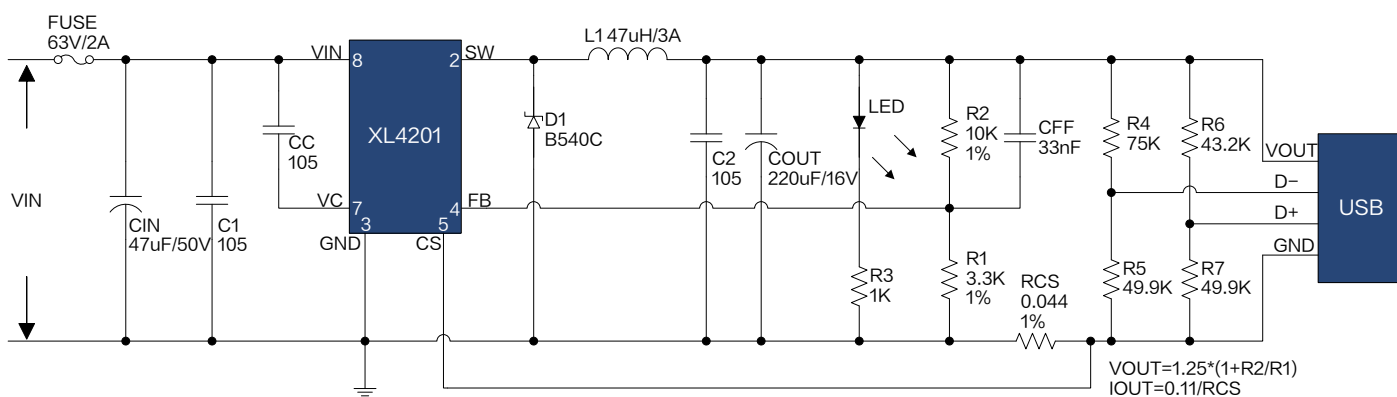 FUSE
63V/2A
VIN
8
2
SW
L1 47uH/3A
XL4201
CC
105
VC
7
3
GND
5
CS
4
FB
VIN
CIN
47uF/50V
C1
105
D1
B540C
C2
105
COUT
220uF/16V
LED
R3
1K
R2
10K
1%
CFF
33nF
R1
3.3K
1%
RCS
0.044
1%
R4
75K
R6
43.2K
R5
49.9K
R7
49.9K
VOUT
D−
D+
GND
USB
VOUT=1.25*(1+R2/R1)
IOUT=0.11/RCS